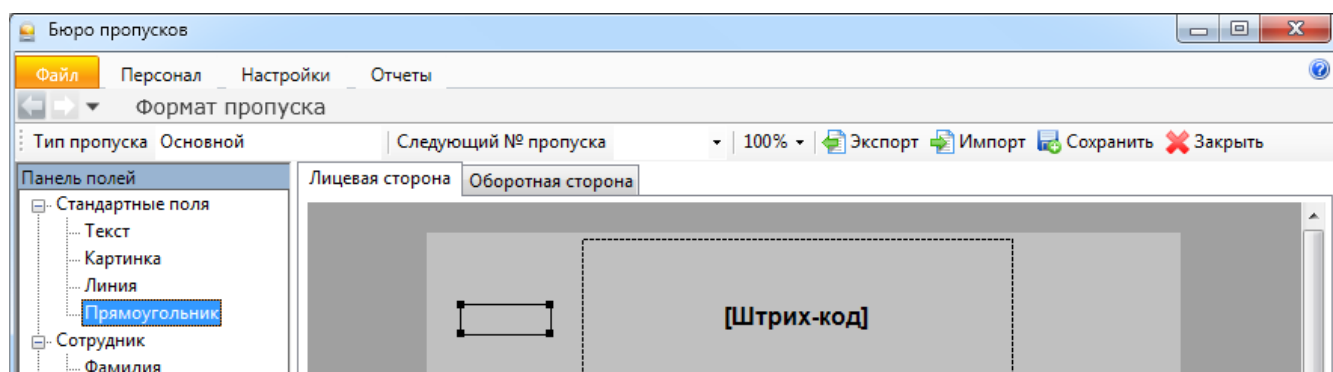 Бюро пропусков
Файл Персонал Настройки Отчеты
Формат пропуска
Тип пропуска Основной Следующий № пропуска 100% Экспорт Импорт Сохранить Закрыть
Панель полей Лицевая сторона Оборотная сторона
Стандартные поля
Текст
Картинка
Линия
Прямоугольник [Штрих-код]
Сотрудник
Фамилия